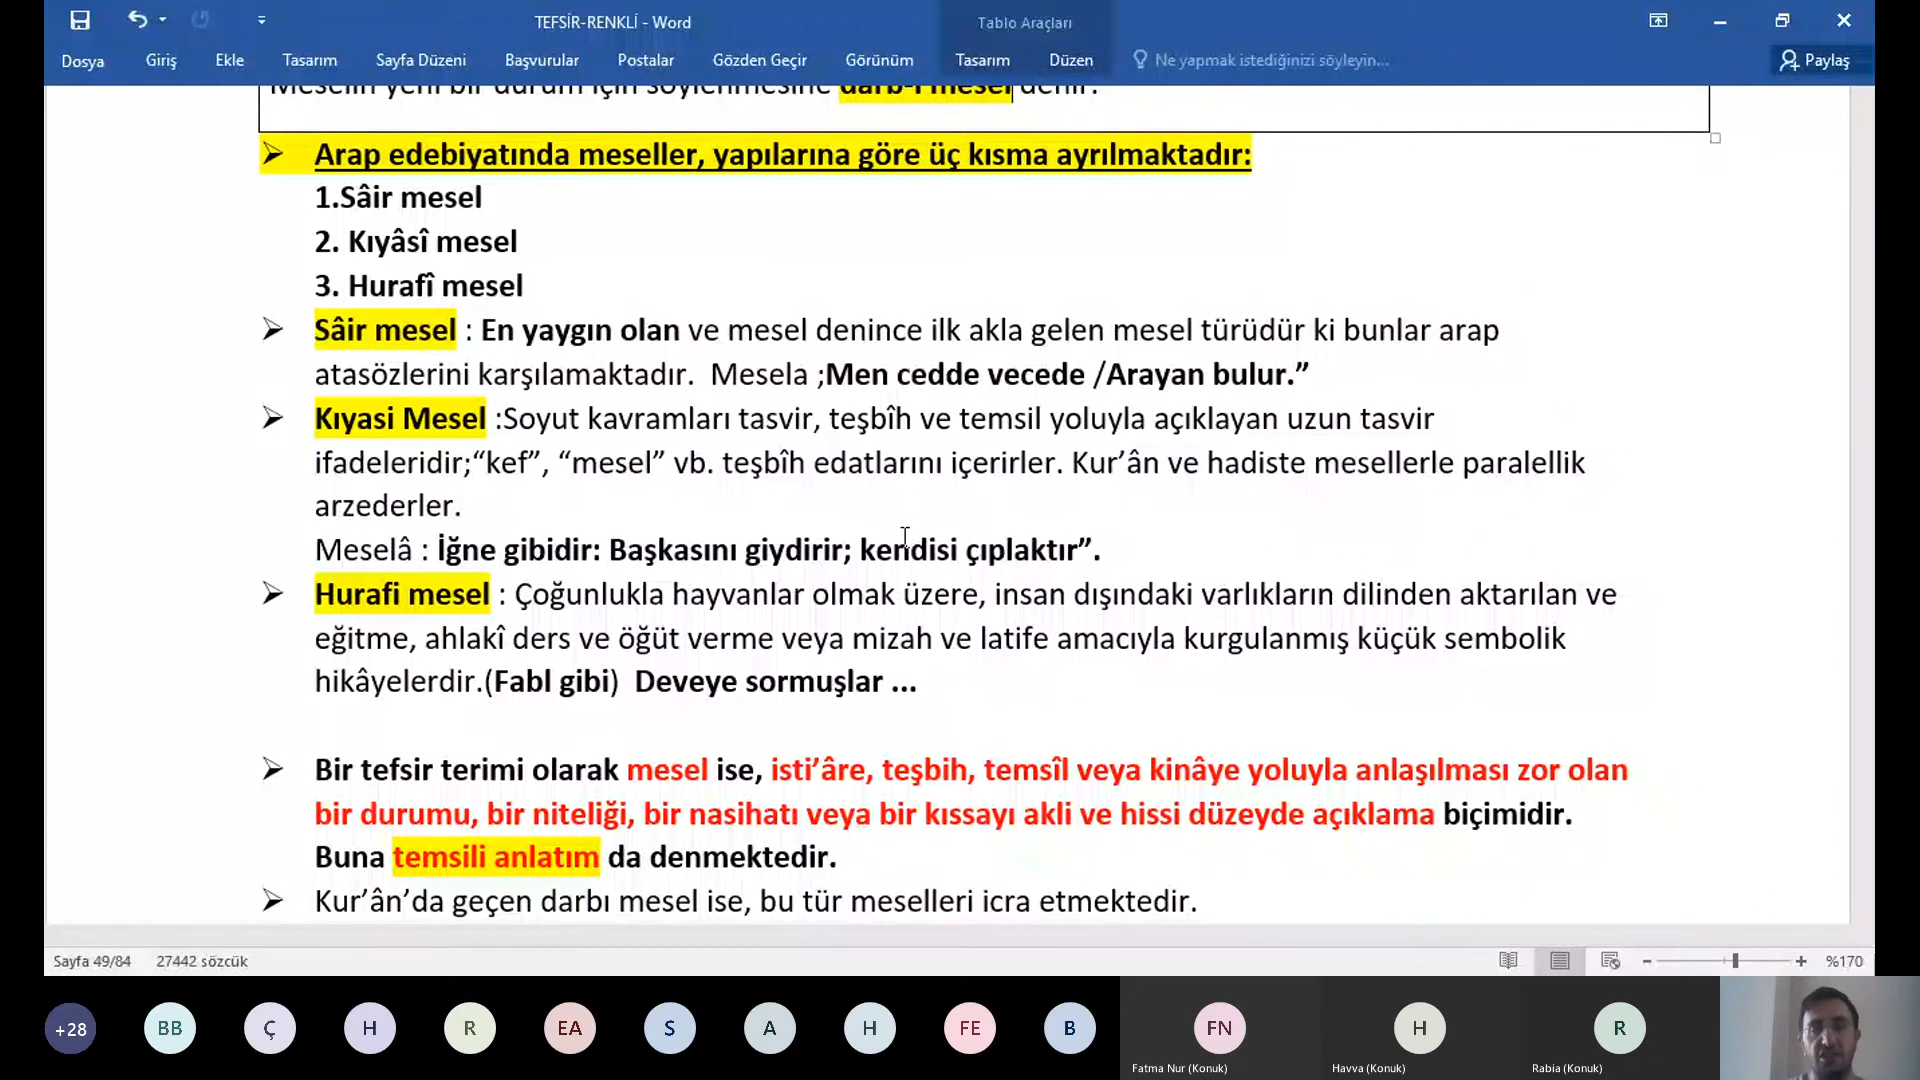 TEFSİR-RENKLİ - Word
Tablo Araçları
Dosya Giriş Ekle Tasarım Sayfa Düzeni Başvurular Postalar Gözden Geçir Görünüm Tasarım Düzen Ne yapmak istediğinizi söyleyin... Paylaş
Meselin yeni bir durum için söylenmesine darb-ı mesel denir.
➢ Arap edebiyatında meseller, yapılarına göre üç kısma ayrılmaktadır:
1.Sâir mesel
2. Kıyâsî mesel
3. Hurafî mesel
➢ Sâir mesel : En yaygın olan ve mesel denince ilk akla gelen mesel türüdür ki bunlar arap
atasözlerini karşılamaktadır. Mesela ;Men cedde vecede /Arayan bulur.”
➢ Kıyasi Mesel :Soyut kavramları tasvir, teşbîh ve temsil yoluyla açıklayan uzun tasvir
ifadeleridir;“kef”, “mesel” vb. teşbîh edatlarını içerirler. Kur’ân ve hadiste mesellerle paralellik
arzederler.
Meselâ : İğne gibidir: Başkasını giydirir; kendisi çıplaktır”.
➢ Hurafi mesel : Çoğunlukla hayvanlar olmak üzere, insan dışındaki varlıkların dilinden aktarılan ve
eğitme, ahlakî ders ve öğüt verme veya mizah ve latife amacıyla kurgulanmış küçük sembolik
hikâyelerdir.(Fabl gibi) Deveye sormuşlar ...
➢ Bir tefsir terimi olarak mesel ise, isti’âre, teşbih, temsîl veya kinâye yoluyla anlaşılması zor olan
bir durumu, bir niteliği, bir nasihatı veya bir kıssayı akli ve hissi düzeyde açıklama biçimidir.
Buna temsili anlatım da denmektedir.
➢ Kur’ân’da geçen darbı mesel ise, bu tür meselleri icra etmektedir.
Sayfa 49/84 27442 sözcük %170
+28 BB Ç H R EA S A H FE B FN H R
Fatma Nur (Konuk) Havva (Konuk) Rabia (Konuk)